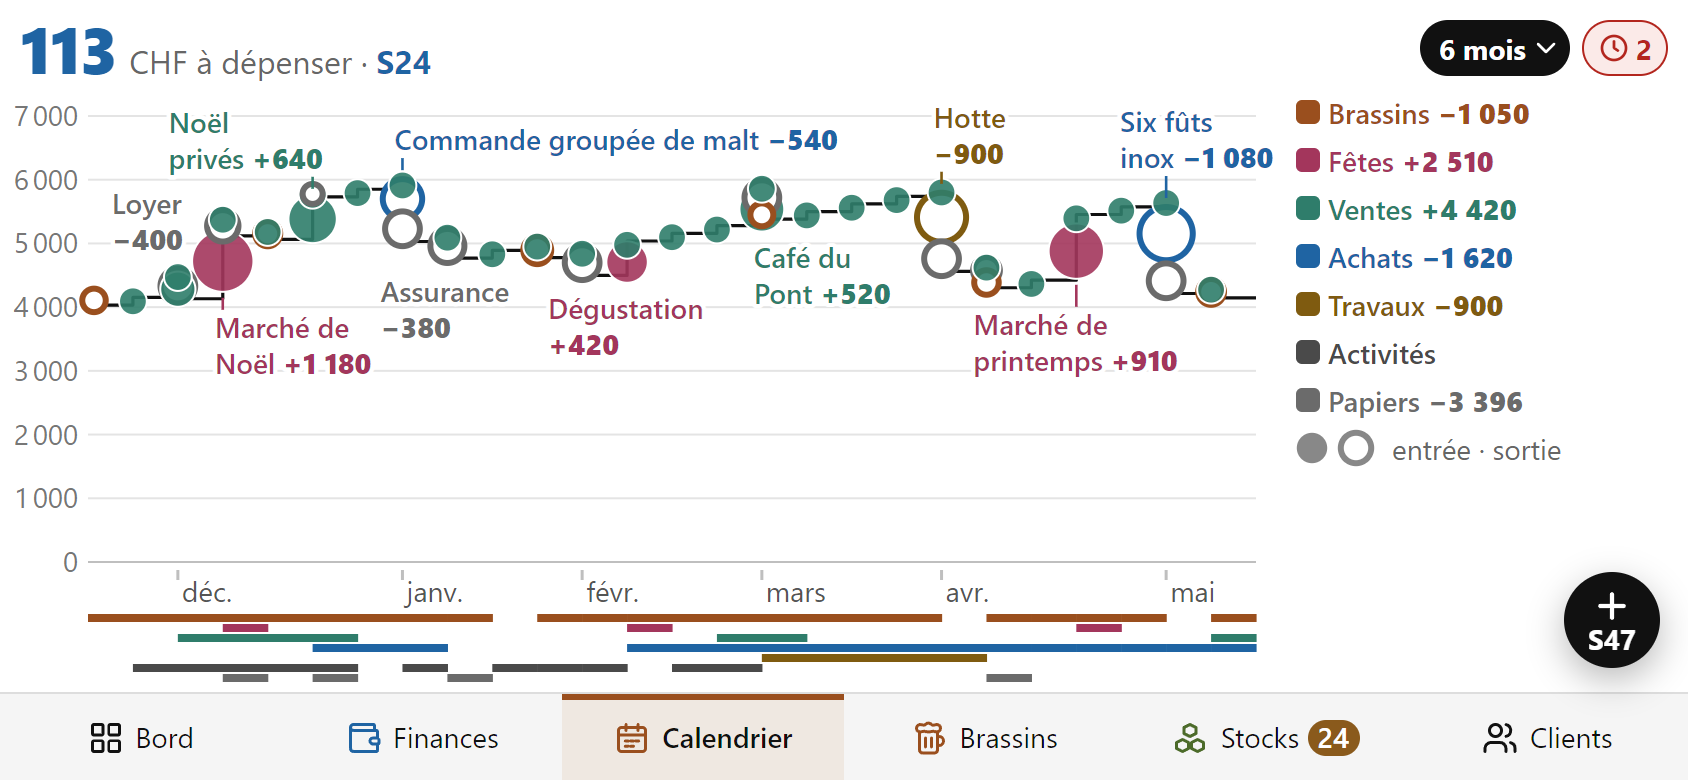 113 CHF à dépenser · S24
6 mois
2
7 000
6 000
5 000
4 000
3 000
2 000
1 000
0
Noël
privés +640
Loyer
−400
Commande groupée de malt −540
Marché de
Noël +1 180
Assurance
−380
Dégustation
+420
Café du
Pont +520
Hotte
−900
Marché de
printemps +910
Six fûts
inox −1 080
Brassins −1 050
Fêtes +2 510
Ventes +4 420
Achats −1 620
Travaux −900
Activités
Papiers −3 396
entrée · sortie
déc. janv. févr. mars avr. mai
+
S47
Bord Finances Calendrier Brassins Stocks 24 Clients